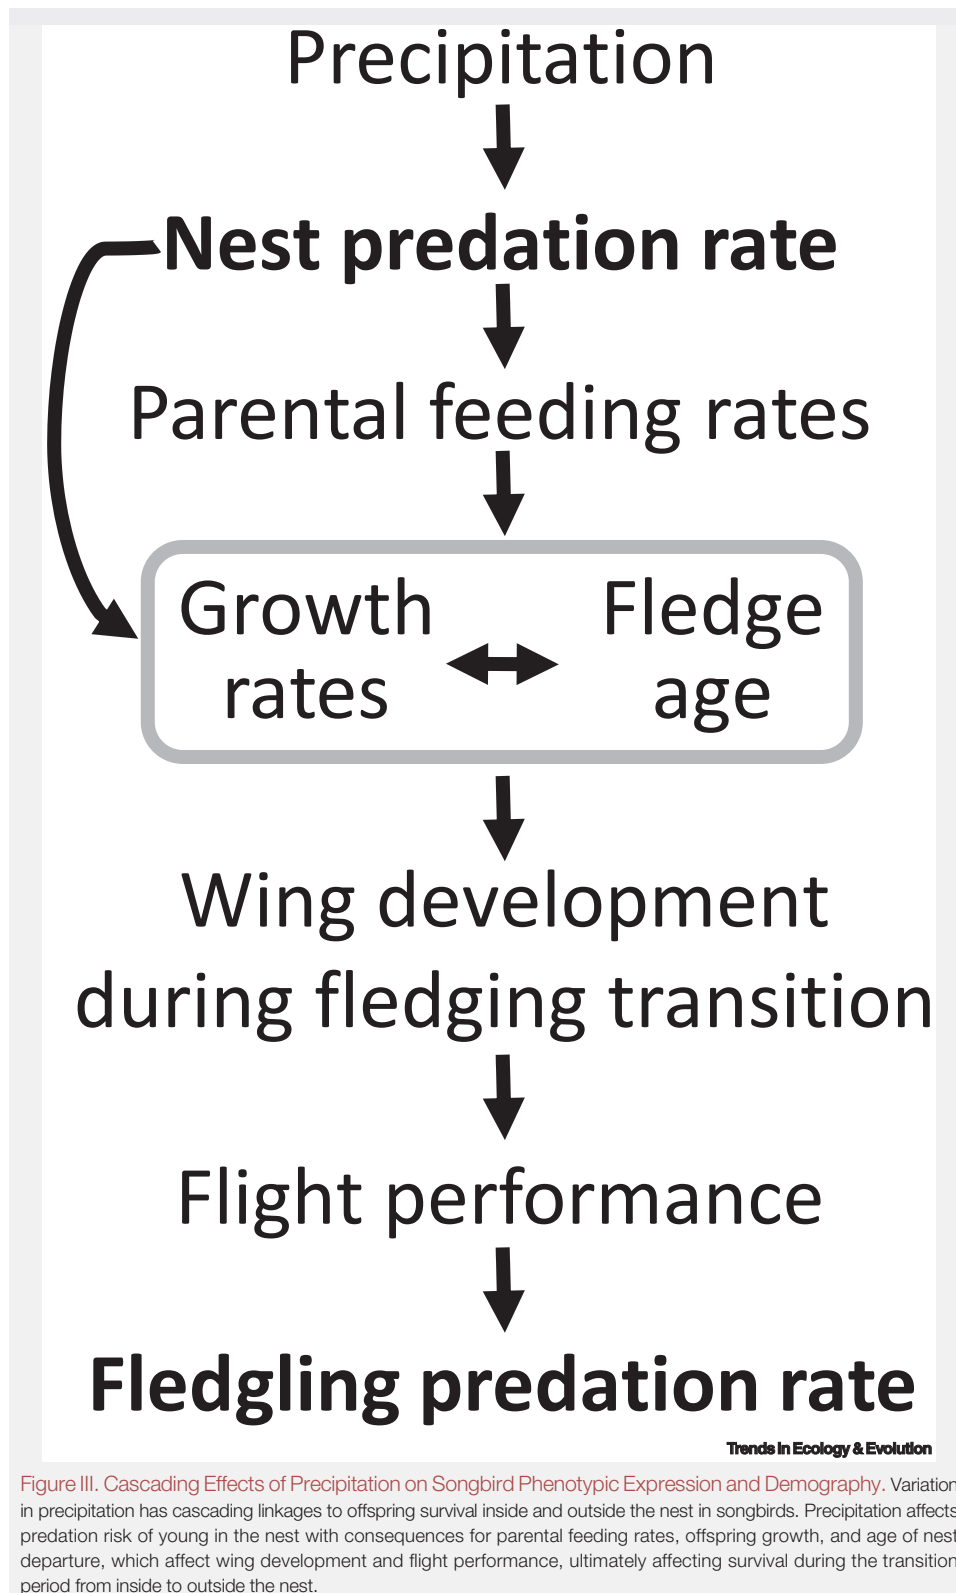 Precipitation
Nest predation rate
Parental feeding rates
Growth rates
Fledge age
Wing development
during fledging transition
Flight performance
Fledgling predation rate
Trends in Ecology & Evolution
Figure III. Cascading Effects of Precipitation on Songbird Phenotypic Expression and Demography. Variation
in precipitation has cascading linkages to offspring survival inside and outside the nest in songbirds. Precipitation affects
predation risk of young in the nest with consequences for parental feeding rates, offspring growth, and age of nest
departure, which affect wing development and flight performance, ultimately affecting survival during the transition
period from inside to outside the nest.